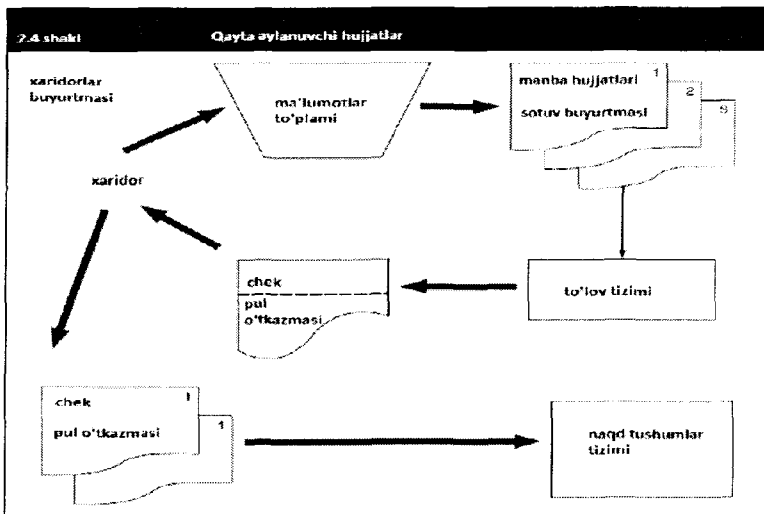 2.4 shakl Qayta aylanuvchi hujjatlar
xaridorlar
buyurtmasi
ma'lumotlar
to'plami
manba hujjatlari 1
sotuv buyurtmasi
2
3
xaridor
chek
pul
o'tkazmasi
to'lov tizimi
chek 1
pul o'tkazmasi
1
naqd tushumlar
tizimi